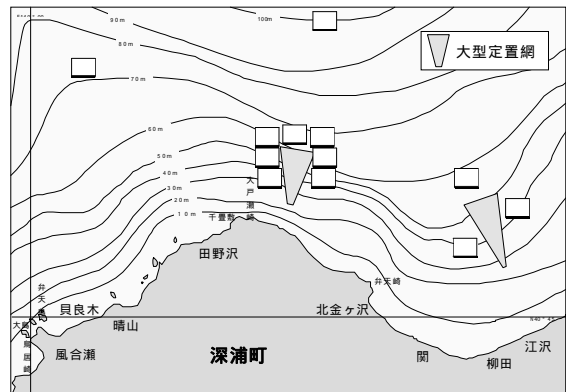 90m
100m
80m
大型定置網
70m
60m
50m
40m
30m
20m
10m
大戸瀬崎
千畳敷
田野沢
弁天崎
弁天
貝良木
北金ヶ沢
晴山
大島
鳥居崎
風合瀬
深浦町
関
柳田
江沢